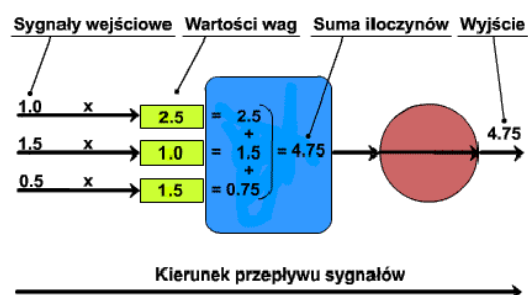 Sygnały wejściowe Wartości wag Suma iloczynów Wyjście
1.0 x 2.5 = 2.5
+
1.5 x 1.0 = 1.5 = 4.75 4.75
+
0.5 x 1.5 = 0.75
Kierunek przepływu sygnałów